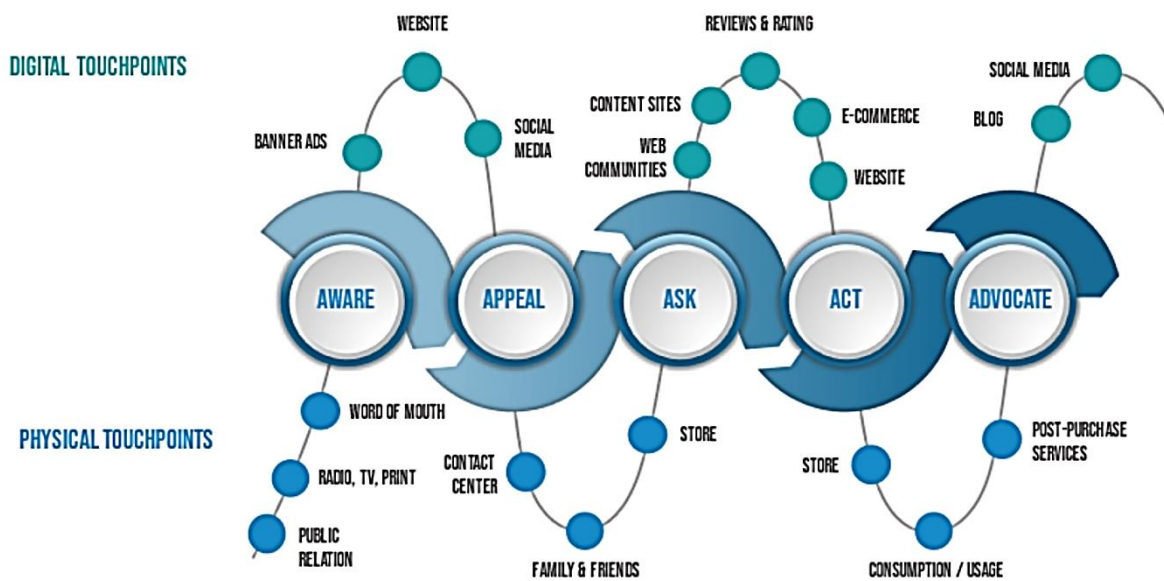 WEBSITE
REVIEWS & RATING
DIGITAL TOUCHPOINTS
SOCIAL MEDIA
CONTENT SITES
E-COMMERCE
BLOG
BANNER ADS
SOCIAL
MEDIA
WEB
COMMUNITIES
WEBSITE
AWARE
APPEAL
ASK
ACT
ADVOCATE
WORD OF MOUTH
PHYSICAL TOUCHPOINTS
STORE
POST-PURCHASE
SERVICES
CONTACT
CENTER
STORE
RADIO, TV, PRINT
PUBLIC
RELATION
FAMILY & FRIENDS
CONSUMPTION / USAGE